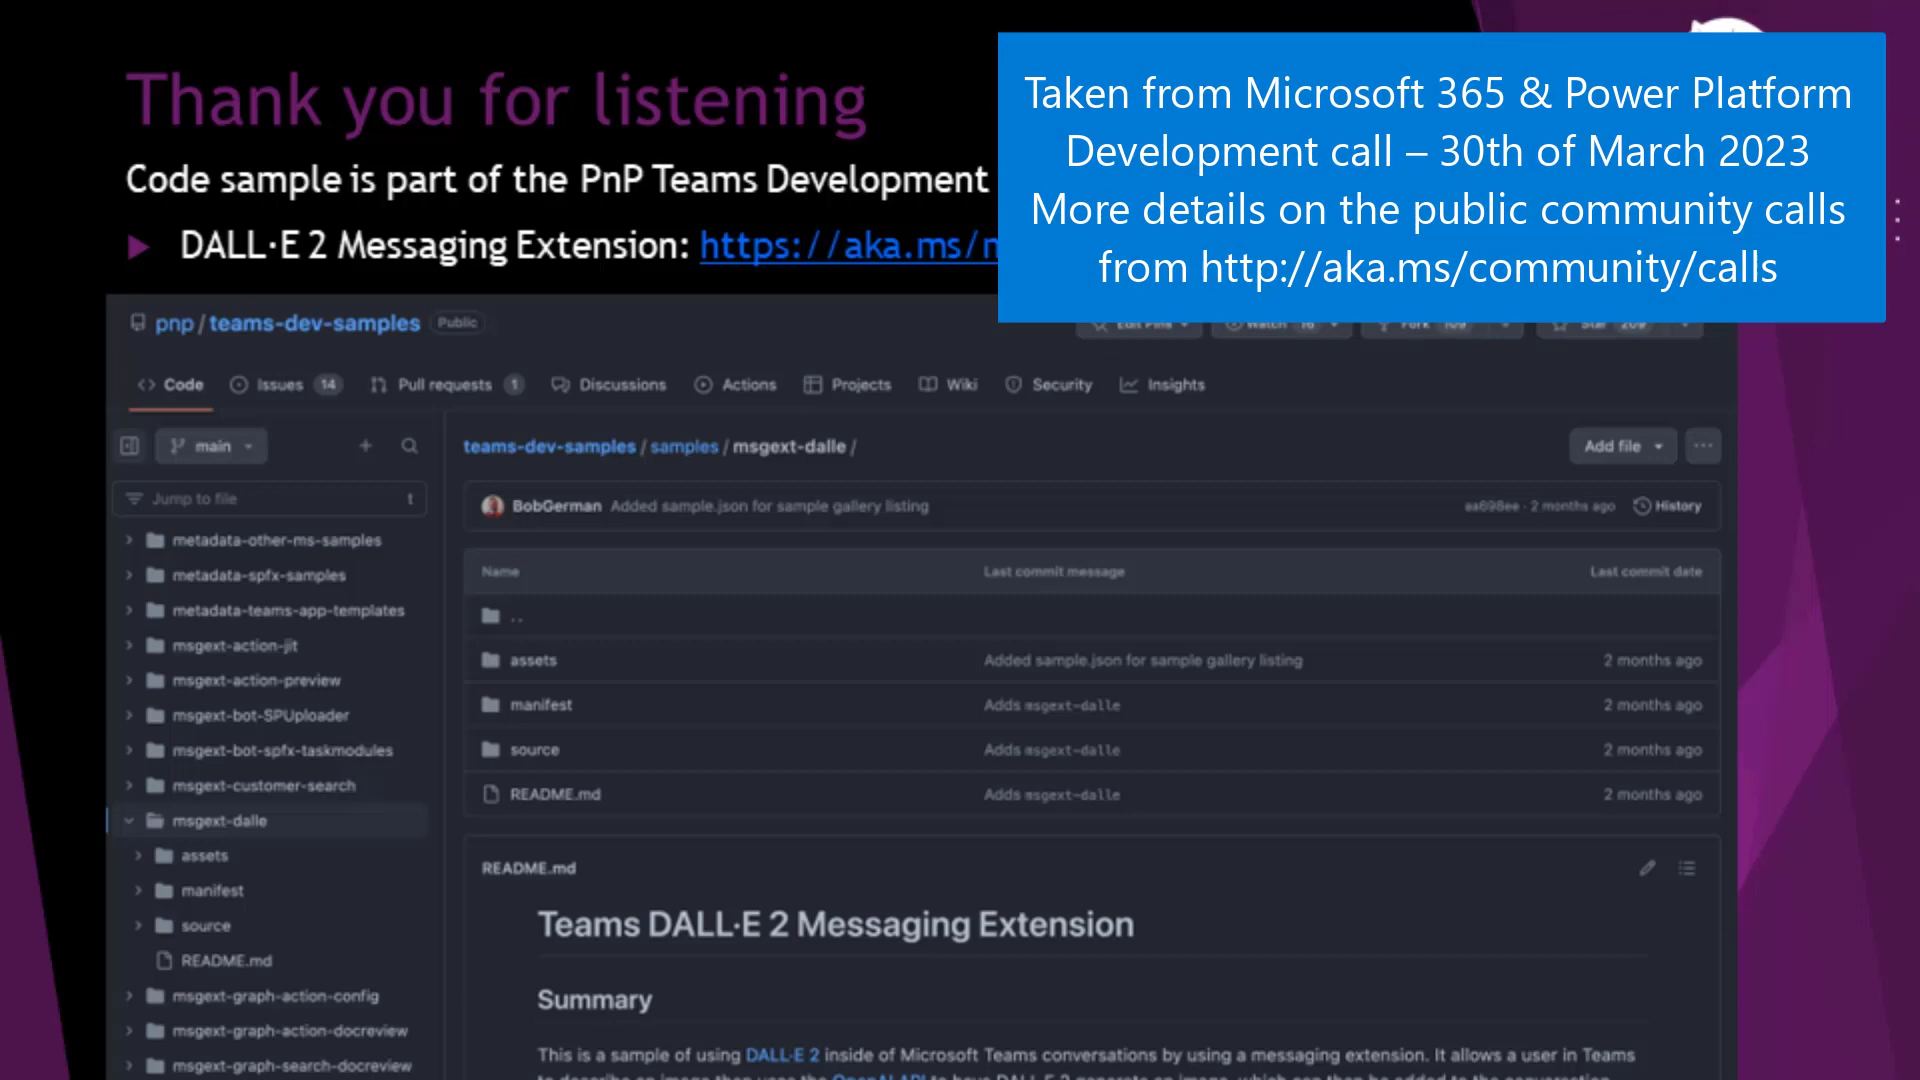 Thank you for listening
Taken from Microsoft 365 & Power Platform
Development call – 30th of March 2023
More details on the public community calls
from http://aka.ms/community/calls
Code sample is part of the PnP Teams Development
DALL·E 2 Messaging Extension: https://aka.ms/
pnp / teams-dev-samples Public
Edit Pins Watch 16 Fork Star
Code Issues 14 Pull requests 1 Discussions Actions Projects Wiki Security Insights
main
teams-dev-samples / samples / msgext-dalle /
Add file
Jump to file t
BobGerman Added sample.json for sample gallery listing
aa698ee · 2 months ago History
metadata-other-ms-samples
metadata-spfx-samples
metadata-teams-app-templates
msgext-action-jit
msgext-action-preview
msgext-bot-SPUploader
msgext-bot-spfx-taskmodules
msgext-customer-search
msgext-dalle
assets
manifest
source
README.md
msgext-graph-action-config
msgext-graph-action-docreview
msgext-graph-search-docreview
Name Last commit message Last commit date
..
assets Added sample.json for sample gallery listing 2 months ago
manifest Adds msgext-dalle 2 months ago
source Adds msgext-dalle 2 months ago
README.md Adds msgext-dalle 2 months ago
README.md
Teams DALL·E 2 Messaging Extension
Summary
This is a sample of using DALL·E 2 inside of Microsoft Teams conversations by using a messaging extension. It allows a user in Teams